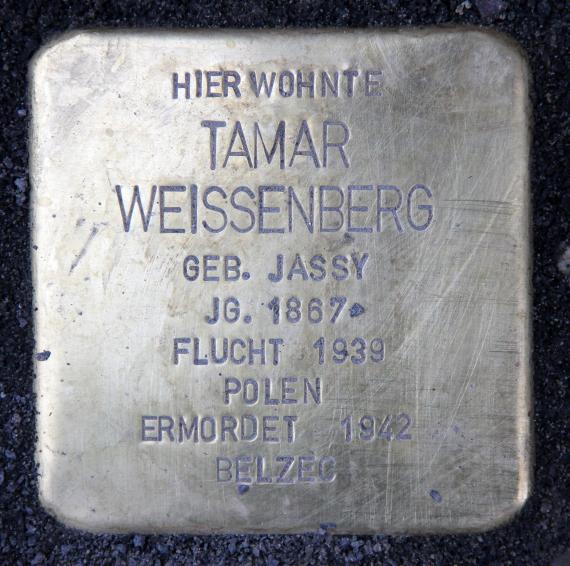 HIER WOHNTE
TAMAR
WEISSENBERG
GEB. JASSY
JG. 1867
FLUCHT 1939
POLEN
ERMORDET 1942
BELZEC